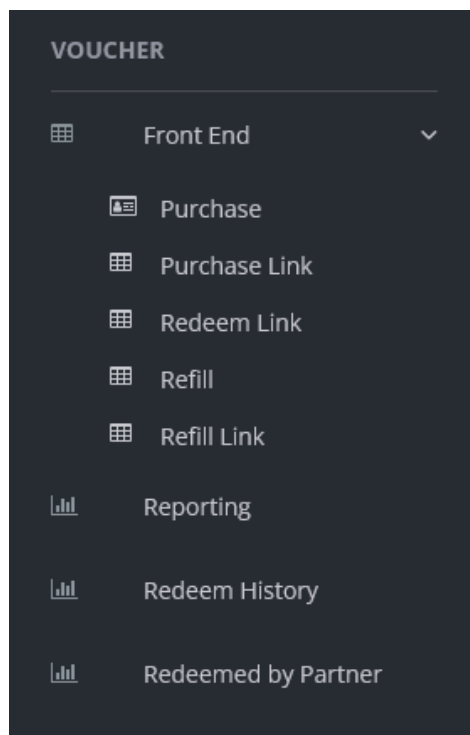 VOUCHER
Front End
Purchase
Purchase Link
Redeem Link
Refill
Refill Link
Reporting
Redeem History
Redeemed by Partner